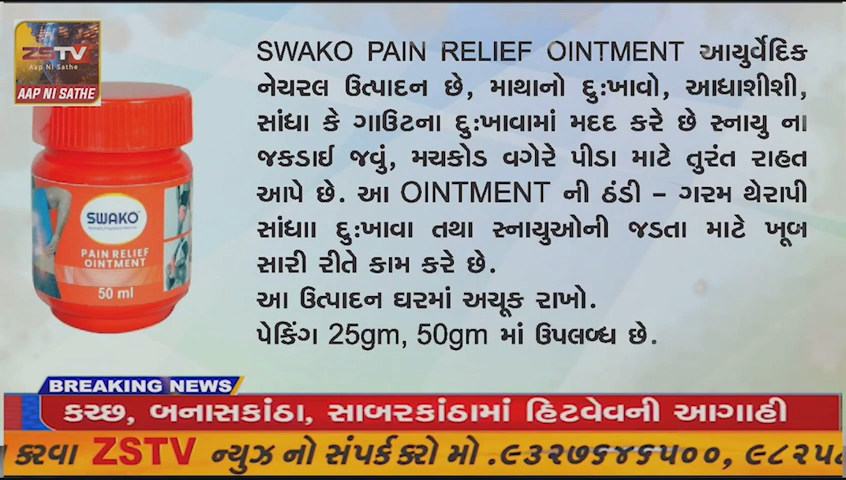 ZSTV
Aap Ni Sathe
AAP NI SATHE
SWAKO PAIN RELIEF OINTMENT આયુર્વેદિક
નેચરલ ઉત્પાદન છે, માથાનો દુઃખાવો, આધાશીશી,
સાંધા કે ગાઉટના દુઃખાવામાં મદદ કરે છે સ્નાયુ ના
જકડાઈ જવું, મચકોડ વગેરે પીડા માટે તુરંત રાહત
આપે છે. આ OINTMENT ની ઠંડી – ગરમ થેરાપી
સાંધાા દુઃખાવા તથા સ્નાયુઓની જડતા માટે ખૂબ
સારી રીતે કામ કરે છે.
આ ઉત્પાદન ઘરમાં અચૂક રાખો.
પેકિંગ 25gm, 50gm માં ઉપલબ્ધ છે.
SWAKO
PAIN RELIEF
OINTMENT
50 ml
BREAKING NEWS
કચ્છ, બનાસકાંઠા, સાબરકાંઠામાં હિટવેવની આગાહી
કરવા ZSTV ન્યુઝ નો સંપર્ક કરો મો .૯૩૨૭૬૪૬૫૦૦, ૯૮૨૫